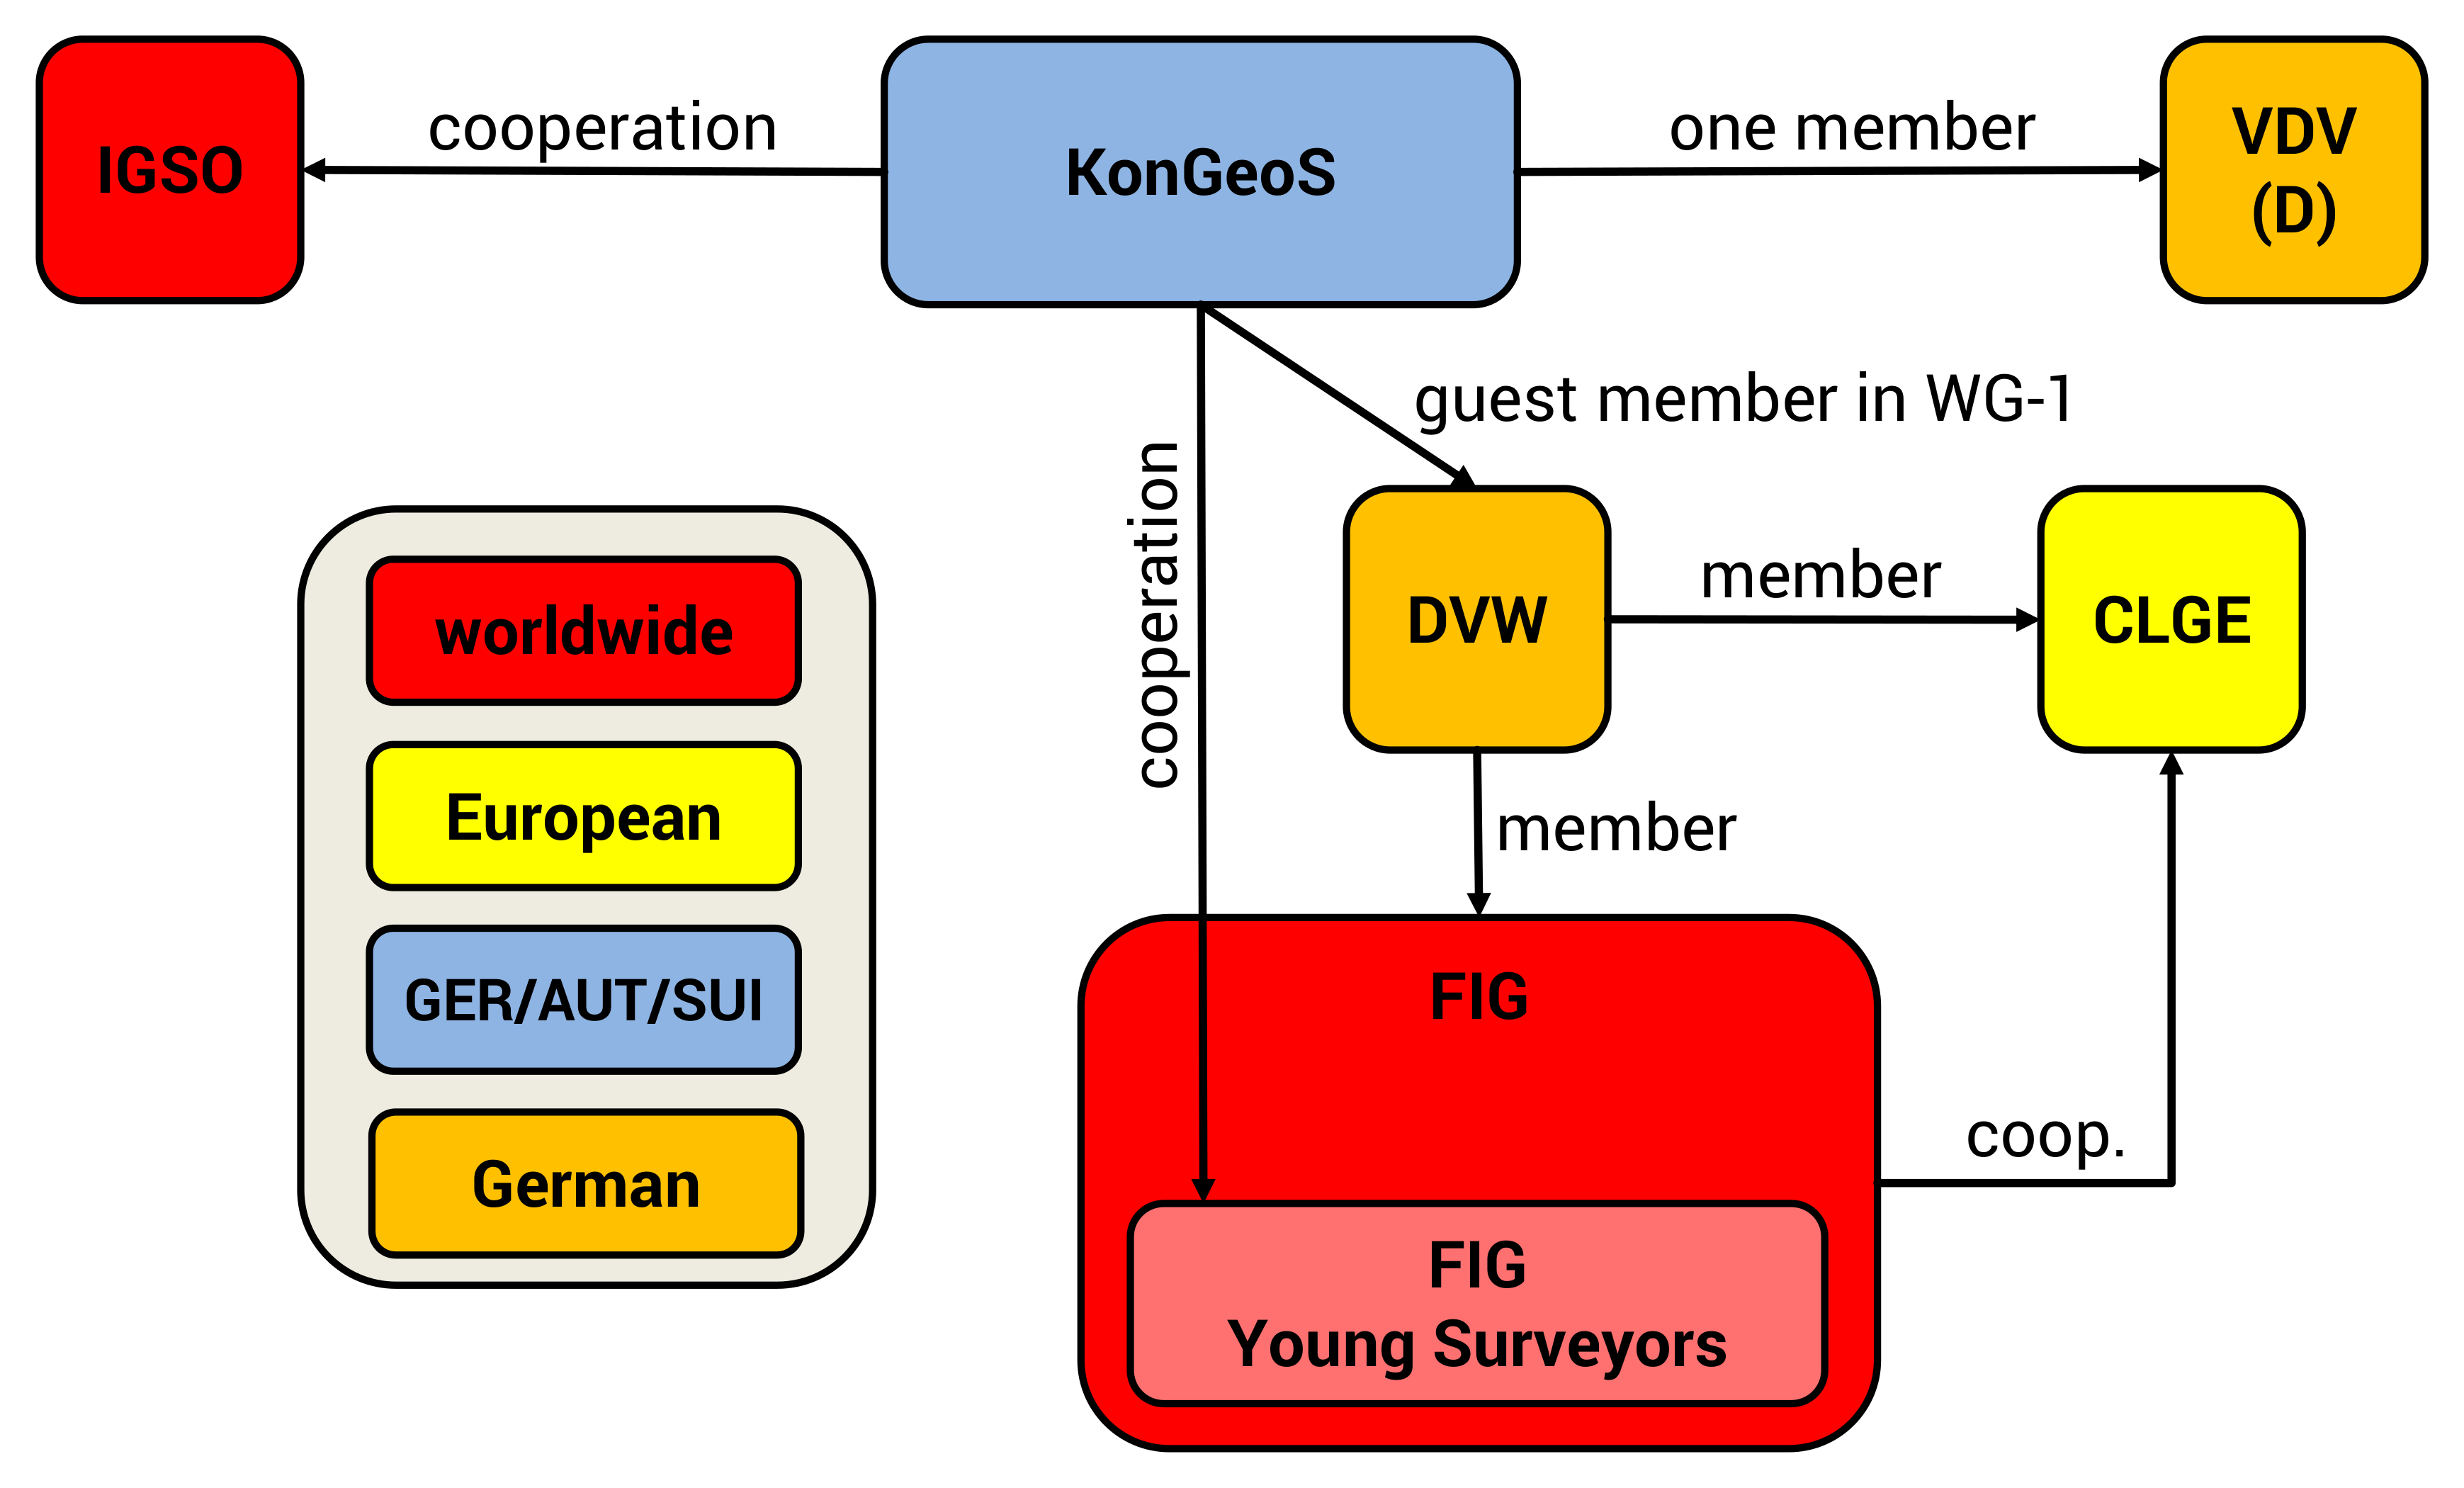 IGSO
cooperation
KonGeoS
one member
VDV
(D)
guest member in WG-1
cooperation
DVW
member
CLGE
member
worldwide
European
GER/AUT/SUI
German
FIG
coop.
FIG
Young Surveyors